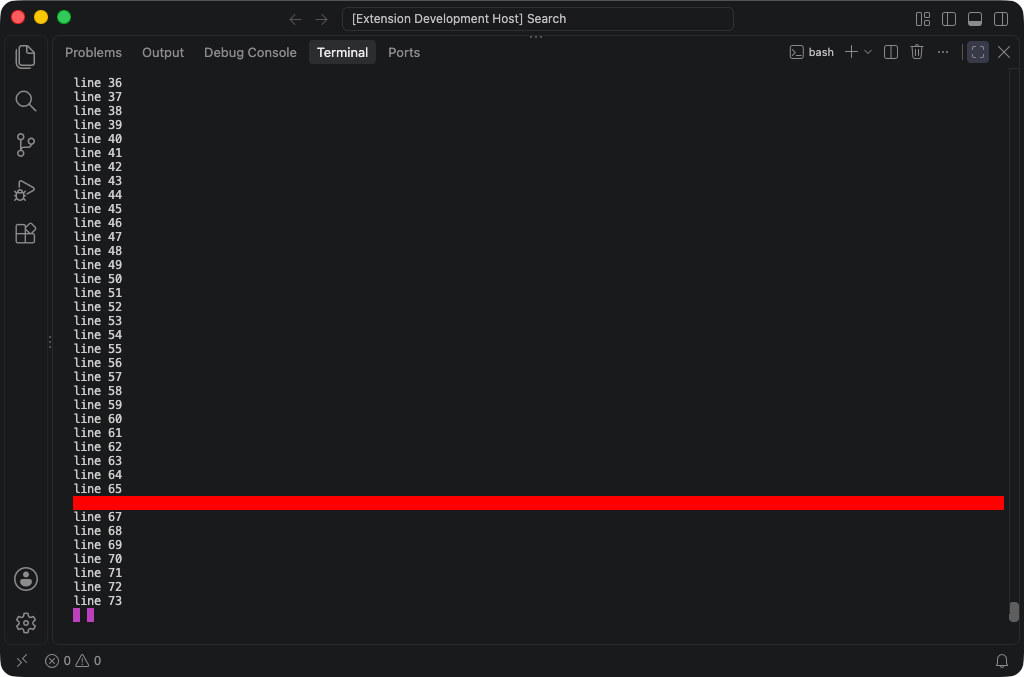 [Extension Development Host] Search
Problems Output Debug Console Terminal Ports bash
line 36
line 37
line 38
line 39
line 40
line 41
line 42
line 43
line 44
line 45
line 46
line 47
line 48
line 49
line 50
line 51
line 52
line 53
line 54
line 55
line 56
line 57
line 58
line 59
line 60
line 61
line 62
line 63
line 64
line 65
line 67
line 68
line 69
line 70
line 71
line 72
line 73
0 0